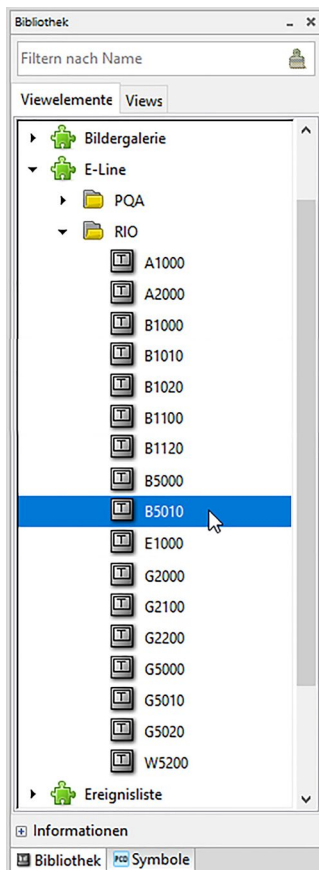 Bibliothek
Filtern nach Name
Viewelemente Views
Bildergalerie
E-Line
PQA
RIO
A1000
A2000
B1000
B1010
B1020
B1100
B1120
B5000
B5010
E1000
G2000
G2100
G2200
G5000
G5010
G5020
W5200
Ereignisliste
Informationen
Bibliothek PCD Symbole